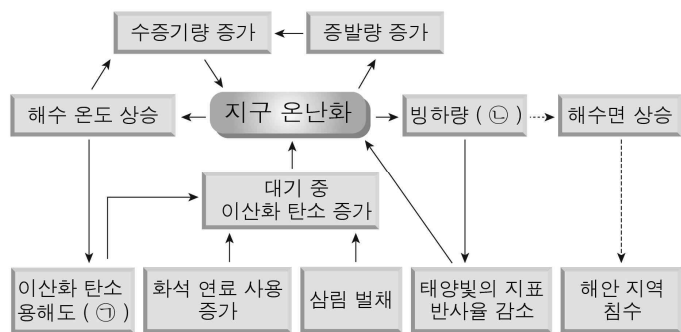 수증기량 증가
증발량 증가
해수 온도 상승
지구 온난화
빙하량 ( ㉡ )
해수면 상승
대기 중
이산화 탄소 증가
이산화 탄소
용해도 ( ㉠ )
화석 연료 사용
증가
삼림 벌채
태양빛의 지표
반사율 감소
해안 지역
침수